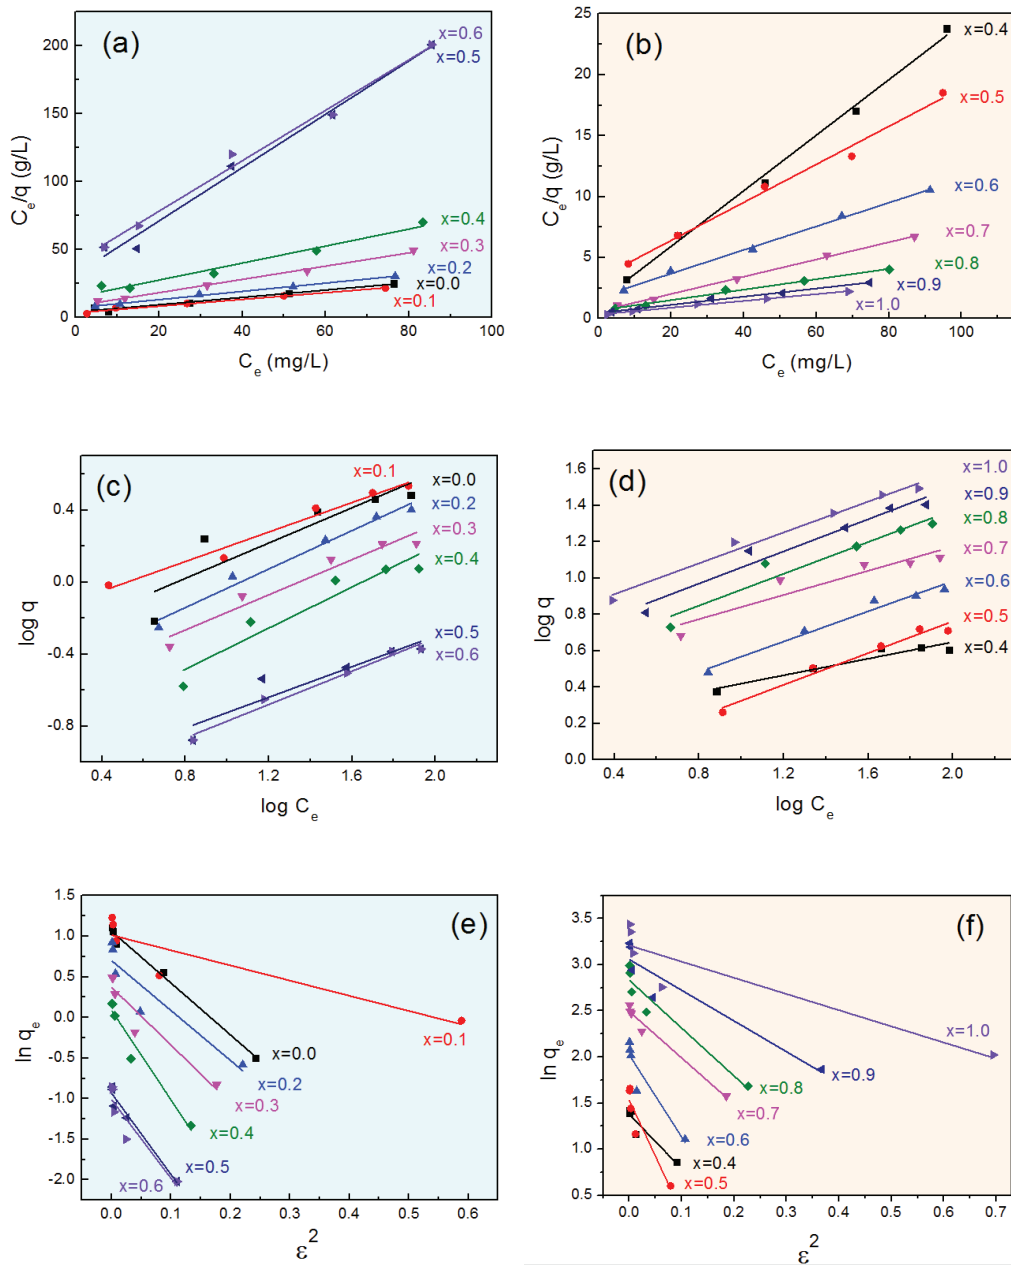 (a)
200
150
100
50
0
C_e/q (g/L)
x=0.6
x=0.5
x=0.4
x=0.3
x=0.2
x=0.0
x=0.1
0 20 40 60 80 100
C_e (mg/L)
(b)
25
20
15
10
5
0
C_e/q (g/L)
x=0.4
x=0.5
x=0.6
x=0.7
x=0.8
x=0.9
x=1.0
0 20 40 60 80 100
C_e (mg/L)
(c)
0.4
0.0
-0.4
-0.8
log q
x=0.1
x=0.0
x=0.2
x=0.3
x=0.4
x=0.5
x=0.6
0.4 0.8 1.2 1.6 2.0
log C_e
(d)
1.6
1.4
1.2
1.0
0.8
0.6
0.4
0.2
0.0
log q
x=1.0
x=0.9
x=0.8
x=0.7
x=0.6
x=0.5
x=0.4
0.4 0.8 1.2 1.6 2.0
log C_e
(e)
1.5
1.0
0.5
0.0
-0.5
-1.0
-1.5
-2.0
ln q_e
x=0.1
x=0.0
x=0.2
x=0.3
x=0.4
x=0.5
x=0.6
0.0 0.1 0.2 0.3 0.4 0.5 0.6
ε²
(f)
3.5
3.0
2.5
2.0
1.5
1.0
0.5
ln q_e
x=1.0
x=0.9
x=0.8
x=0.7
x=0.6
x=0.4
x=0.5
0.0 0.1 0.2 0.3 0.4 0.5 0.6 0.7
ε²